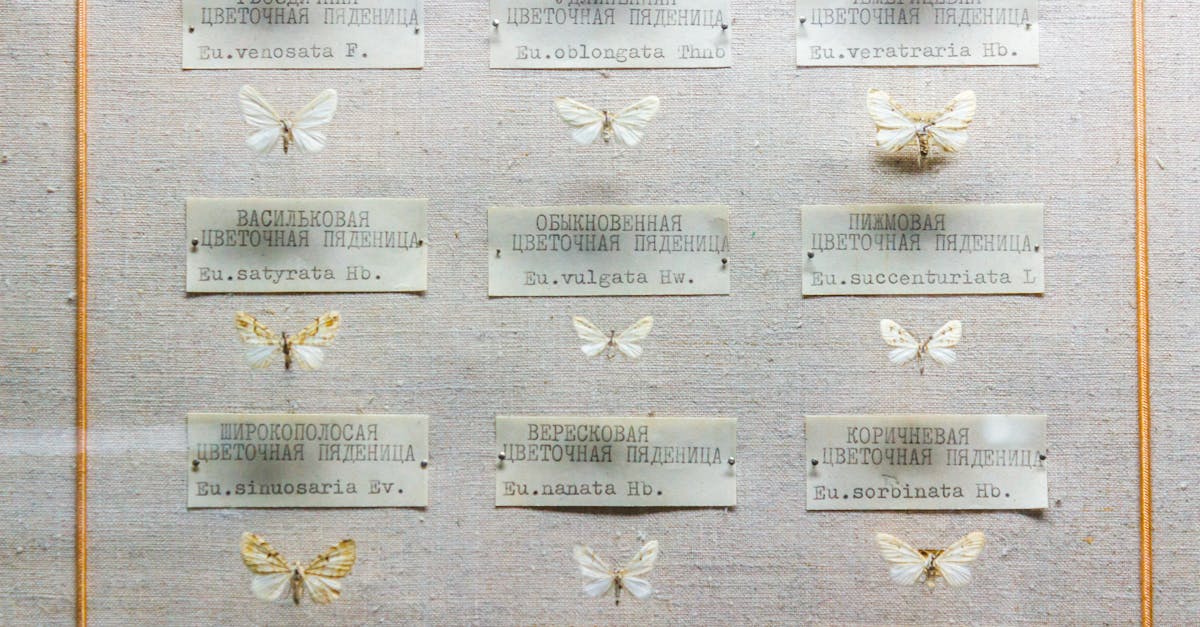 ЦВЕТОЧНАЯ ПЯДЕНИЦА
Eu.venosata F.
ЦВЕТОЧНАЯ ПЯДЕНИЦА
Eu.oblongata Thnb
ЦВЕТОЧНАЯ ПЯДЕНИЦА
Eu.veratraria Hb.
ВАСИЛЬКОВАЯ
ЦВЕТОЧНАЯ ПЯДЕНИЦА
Eu.satyrata Hb.
ОБЫКНОВЕННАЯ
ЦВЕТОЧНАЯ ПЯДЕНИЦА
Eu.vulgata Hw.
ПИЖМОВАЯ
ЦВЕТОЧНАЯ ПЯДЕНИЦА
Eu.succenturiata L
ШИРОКОПОЛОСАЯ
ЦВЕТОЧНАЯ ПЯДЕНИЦА
Eu.sinuosaria Ev.
ВЕРЕСКОВАЯ
ЦВЕТОЧНАЯ ПЯДЕНИЦА
Eu.nanata Hb.
КОРИЧНЕВАЯ
ЦВЕТОЧНАЯ ПЯДЕНИЦА
Eu.sorbinata Hb.